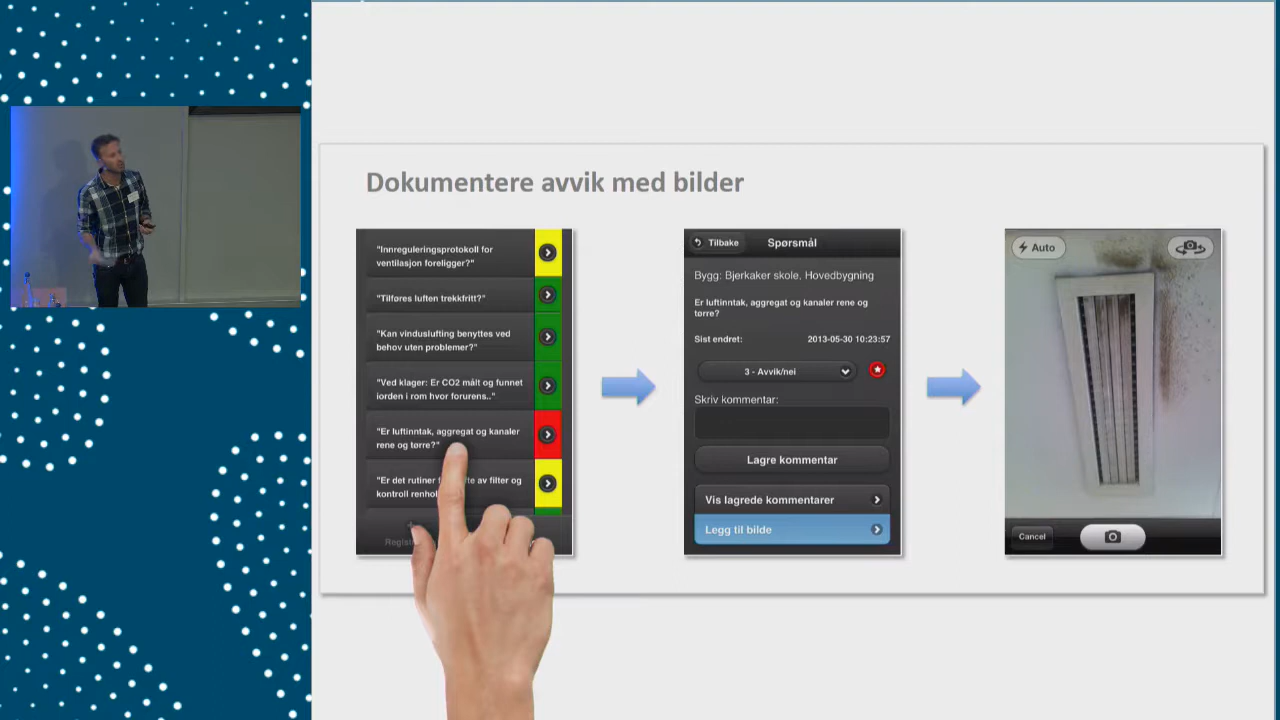 Dokumentere avvik med bilder
"Innreguleringsprotokoll for
ventilasjon foreligger?"
"Tilføres luften trekkfritt?"
"Kan vinduslufting benyttes ved
behov uten problemer?"
"Ved klager: Er CO2 målt og funnet
iorden i rom hvor forurens.."
"Er luftinntak, aggregat og kanaler
rene og tørre?"
"Er det rutiner av filter og
kontroll
Tilbake
Spørsmål
Bygg: Bjerkaker skole, Hovedbygning
Er luftinntak, aggregat og kanaler rene og
tørre?
Sist endret: 2013-05-30 10:23:57
3 - Avvik/nei
Skriv kommentar:
Lagre kommentar
Vis lagrede kommentarer
Legg til bilde
Auto
Cancel